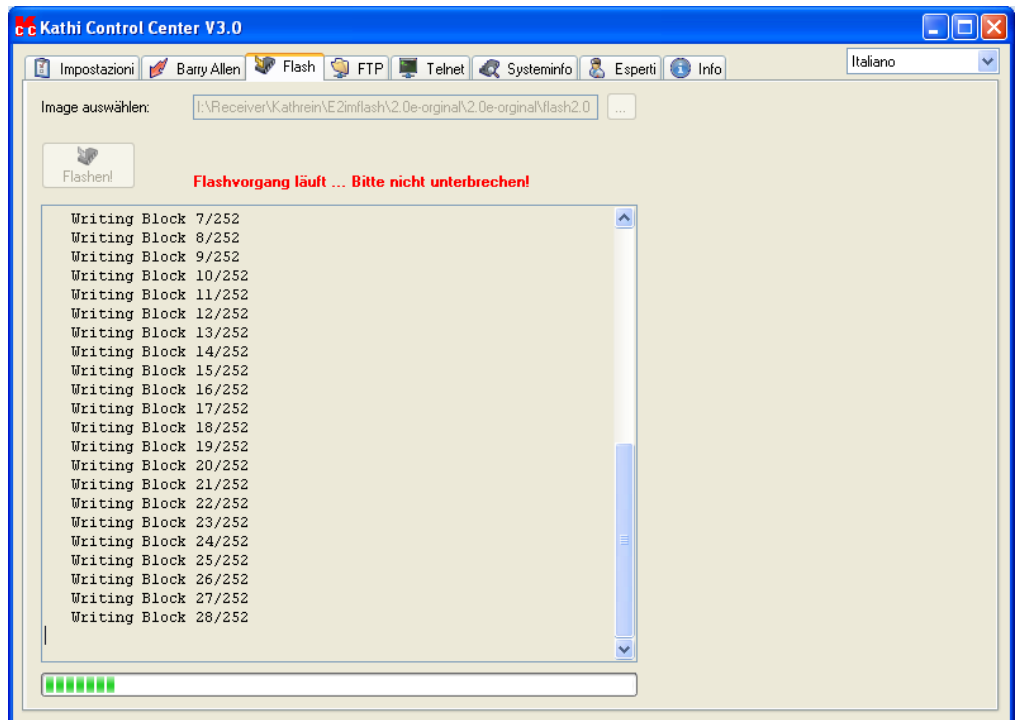 Kathi Control Center V3.0
Impostazioni Barry Allen Flash FTP Telnet Systeminfo Esperti Info Italiano
Image auswählen: I:\Receiver\Kathrein\E2imflash\2.0e-orginal\2.0e-orginal\flash2.0 ...
Flashen!
Flashvorgang läuft ... Bitte nicht unterbrechen!
Writing Block 7/252
Writing Block 8/252
Writing Block 9/252
Writing Block 10/252
Writing Block 11/252
Writing Block 12/252
Writing Block 13/252
Writing Block 14/252
Writing Block 15/252
Writing Block 16/252
Writing Block 17/252
Writing Block 18/252
Writing Block 19/252
Writing Block 20/252
Writing Block 21/252
Writing Block 22/252
Writing Block 23/252
Writing Block 24/252
Writing Block 25/252
Writing Block 26/252
Writing Block 27/252
Writing Block 28/252